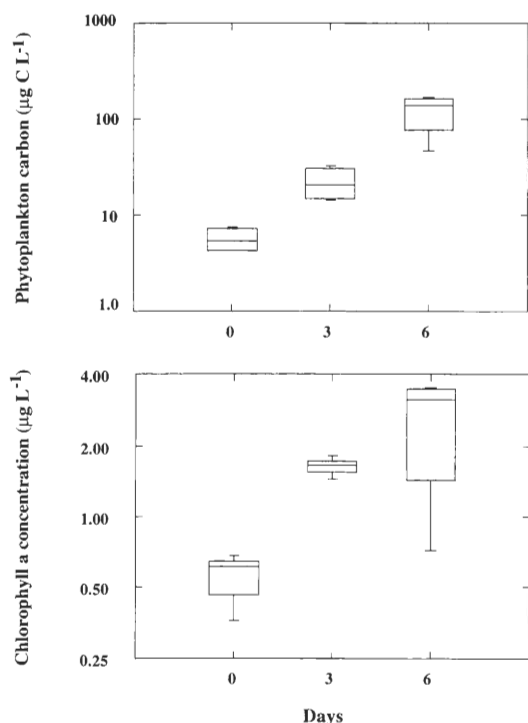 Phytoplankton carbon (µg C L-1)
1000
100
10
1.0
0 3 6
Chlorophyll a concentration (µg L-1)
4.00
2.00
1.00
0.50
0.25
0 3 6
Days